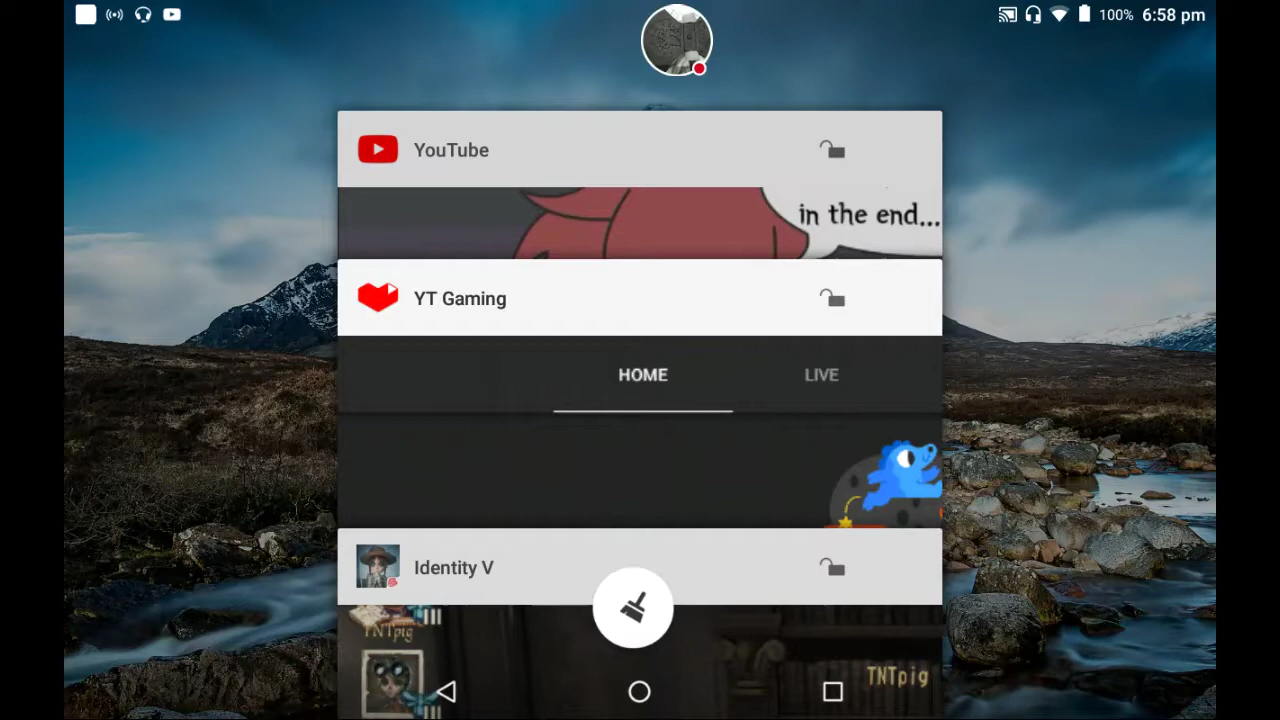 100% 6:58 pm
YouTube
in the end...
YT Gaming
HOME LIVE
Identity V
TNTpig
TNTpig